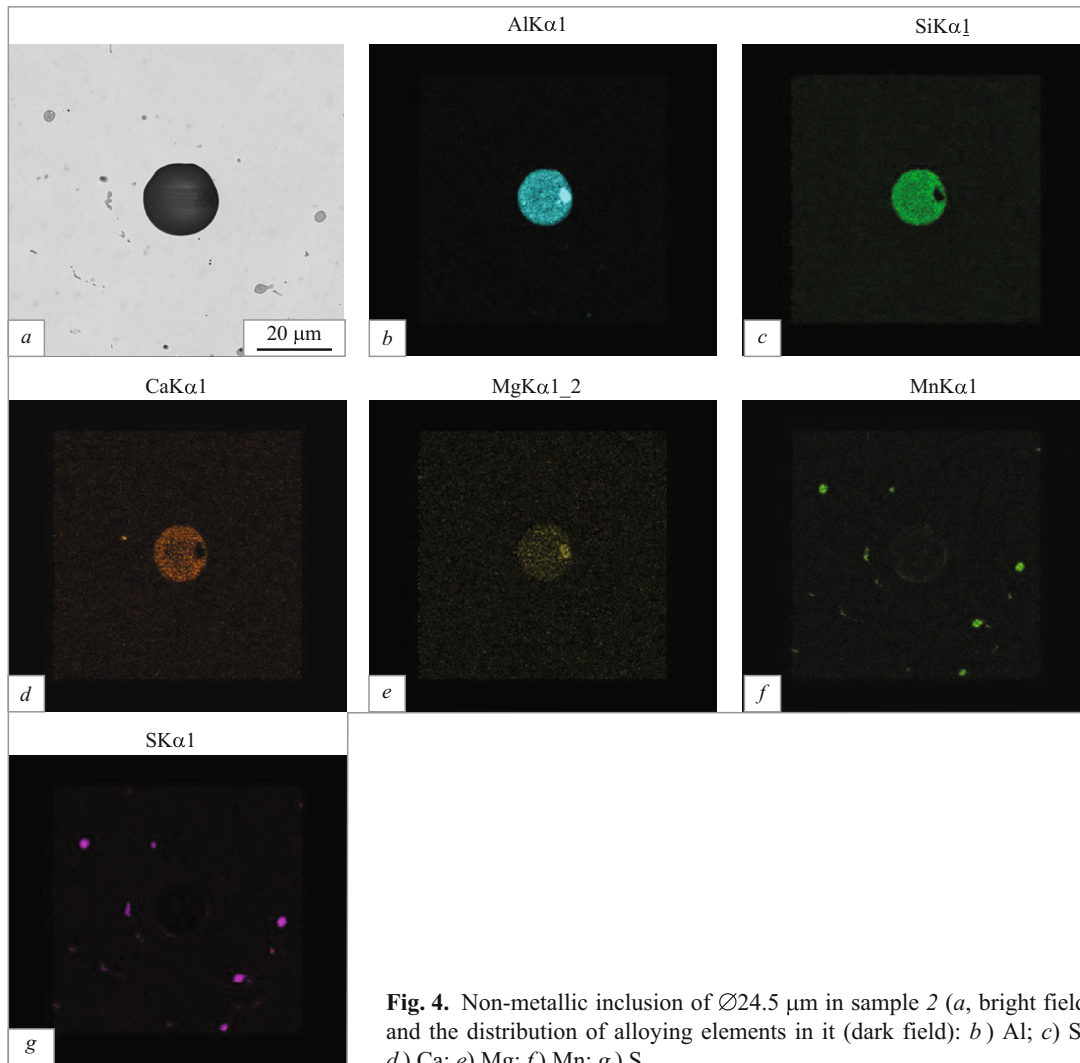 AlKα1
SiKα1
a
20 μm
b
c
CaKα1
MgKα1_2
MnKα1
d
e
f
SKα1
g
Fig. 4. Non-metallic inclusion of ∅24.5 μm in sample 2 (a, bright field
and the distribution of alloying elements in it (dark field): b) Al; c) S
d) Ca; e) Mg; f) Mn; g) S